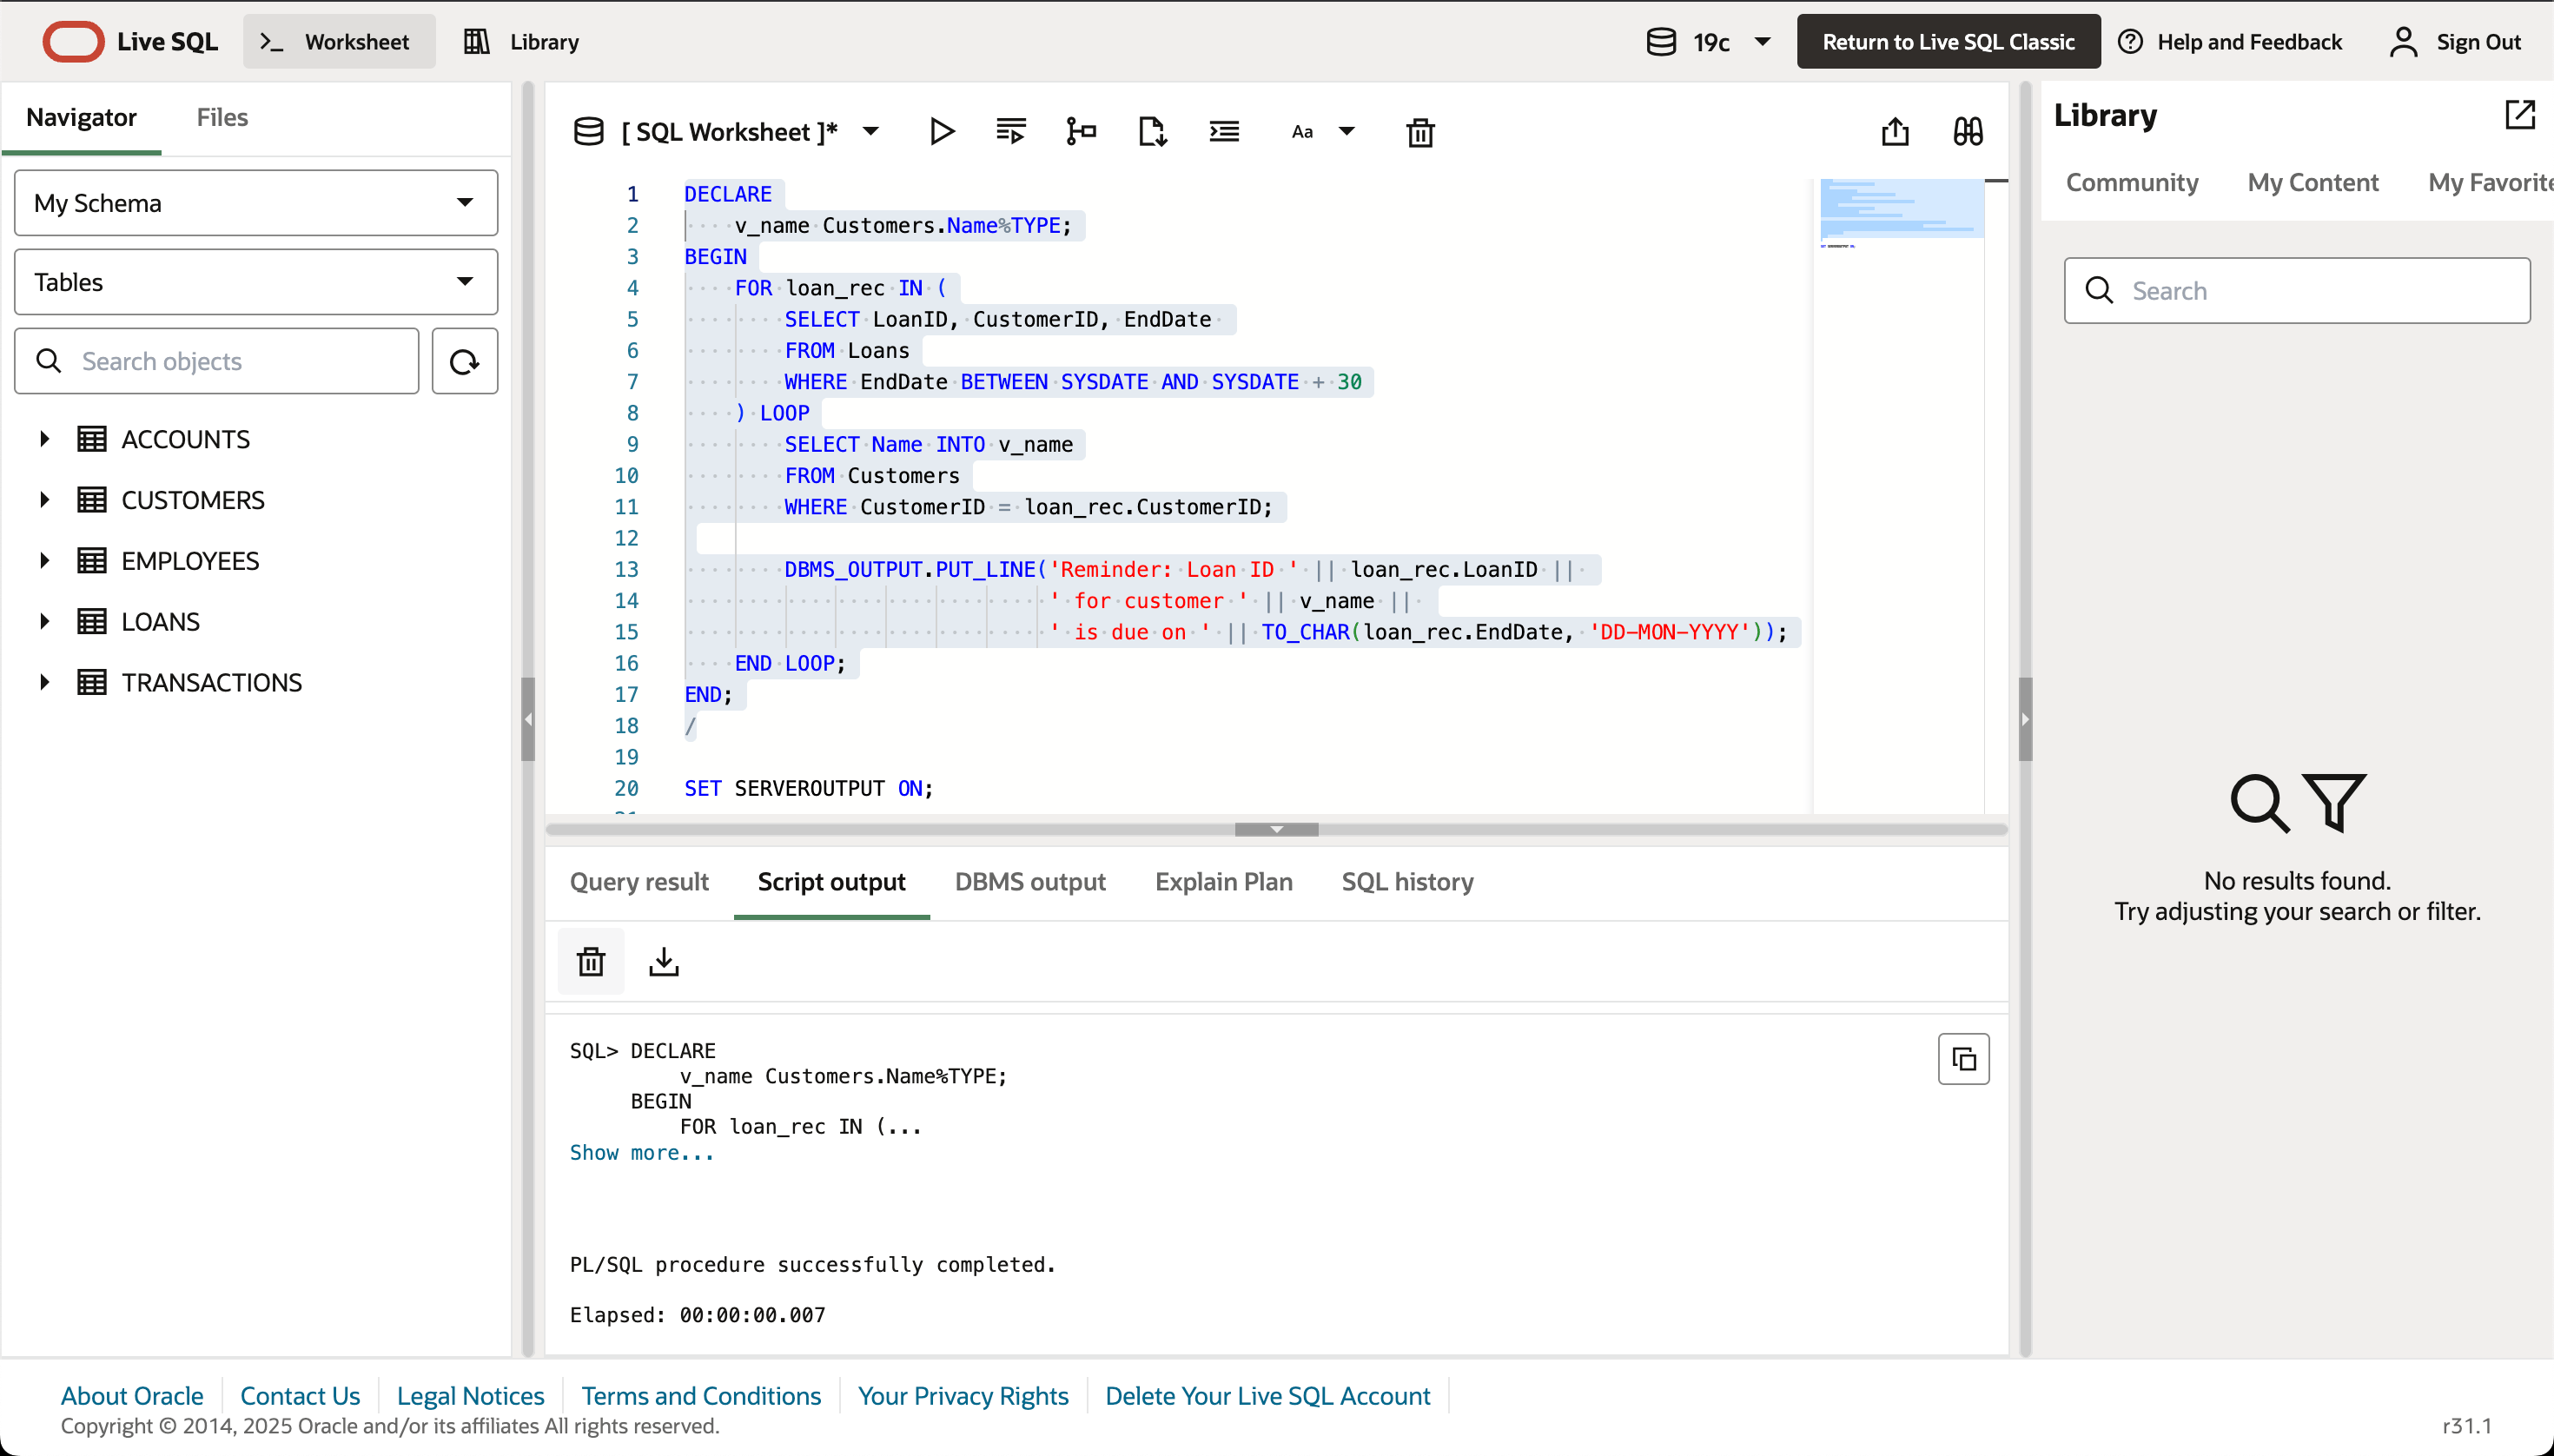 Live SQL
Worksheet
Library
19c
Return to Live SQL Classic
Help and Feedback
Sign Out
Navigator
Files
My Schema
Tables
Search objects
ACCOUNTS
CUSTOMERS
EMPLOYEES
LOANS
TRANSACTIONS
[ SQL Worksheet ]*
Aa
1 DECLARE
2 v_name Customers.Name%TYPE;
3 BEGIN
4 FOR loan_rec IN (
5 SELECT LoanID, CustomerID, EndDate
6 FROM Loans
7 WHERE EndDate BETWEEN SYSDATE AND SYSDATE + 30
8 ) LOOP
9 SELECT Name INTO v_name
10 FROM Customers
11 WHERE CustomerID = loan_rec.CustomerID;
12
13 DBMS_OUTPUT.PUT_LINE('Reminder: Loan ID ' || loan_rec.LoanID ||
14 ' for customer ' || v_name ||
15 ' is due on ' || TO_CHAR(loan_rec.EndDate, 'DD-MON-YYYY'));
16 END LOOP;
17 END;
18 /
19
20 SET SERVEROUTPUT ON;
Query result
Script output
DBMS output
Explain Plan
SQL history
SQL> DECLARE
v_name Customers.Name%TYPE;
BEGIN
FOR loan_rec IN (...
Show more...
PL/SQL procedure successfully completed.
Elapsed: 00:00:00.007
Library
Community
My Content
My Favorite
Search
No results found.
Try adjusting your search or filter.
About Oracle
Contact Us
Legal Notices
Terms and Conditions
Your Privacy Rights
Delete Your Live SQL Account
Copyright © 2014, 2025 Oracle and/or its affiliates All rights reserved.
r31.1